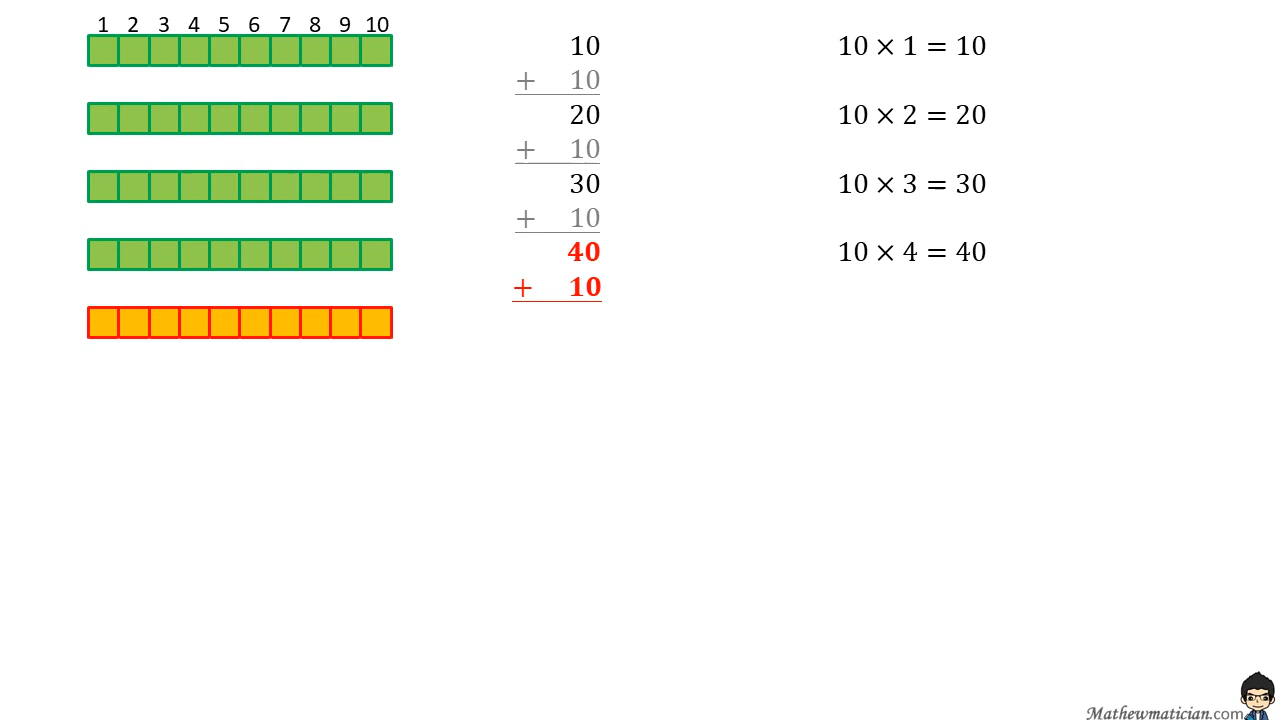 1 2 3 4 5 6 7 8 9 10
10
+ 10
20
+ 10
30
+ 10
40
+ 10
10 × 1 = 10
10 × 2 = 20
10 × 3 = 30
10 × 4 = 40
Mathewmatician.com